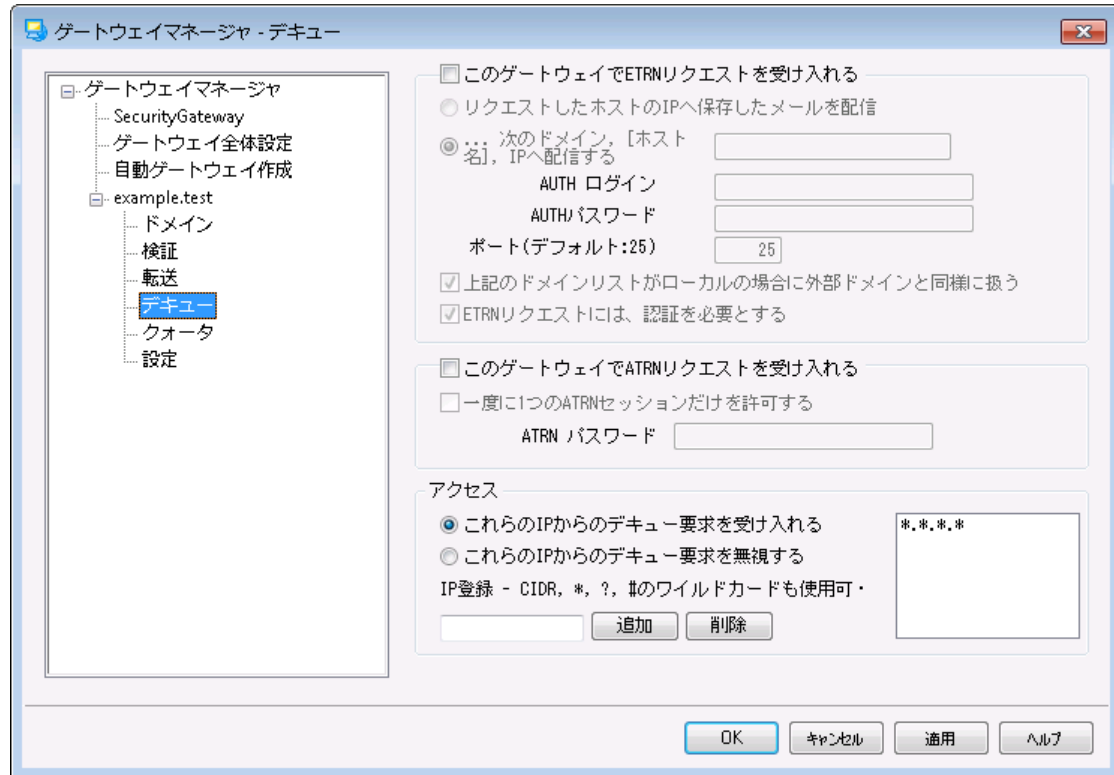 ゲートウェイマネージャ - デキュー
ゲートウェイマネージャ
SecurityGateway
ゲートウェイ全体設定
自動ゲートウェイ作成
example.test
ドメイン
検証
転送
デキュー
クォータ
設定
このゲートウェイでETRNリクエストを受け入れる
リクエストしたホストのIPへ保存したメールを配信
... 次のドメイン, [ホスト
名], IPへ配信する
AUTH ログイン
AUTHパスワード
ポート(デフォルト:25)
25
上記のドメインリストがローカルの場合に外部ドメインと同様に扱う
ETRNリクエストには、認証を必要とする
このゲートウェイでATRNリクエストを受け入れる
一度に1つのATRNセッションだけを許可する
ATRN パスワード
アクセス
これらのIPからのデキュー要求を受け入れる
これらのIPからのデキュー要求を無視する
*.*.*.*
IP登録 - CIDR, *, ?, #のワイルドカードも使用可・
追加
削除
OK
キャンセル
適用
ヘルプ